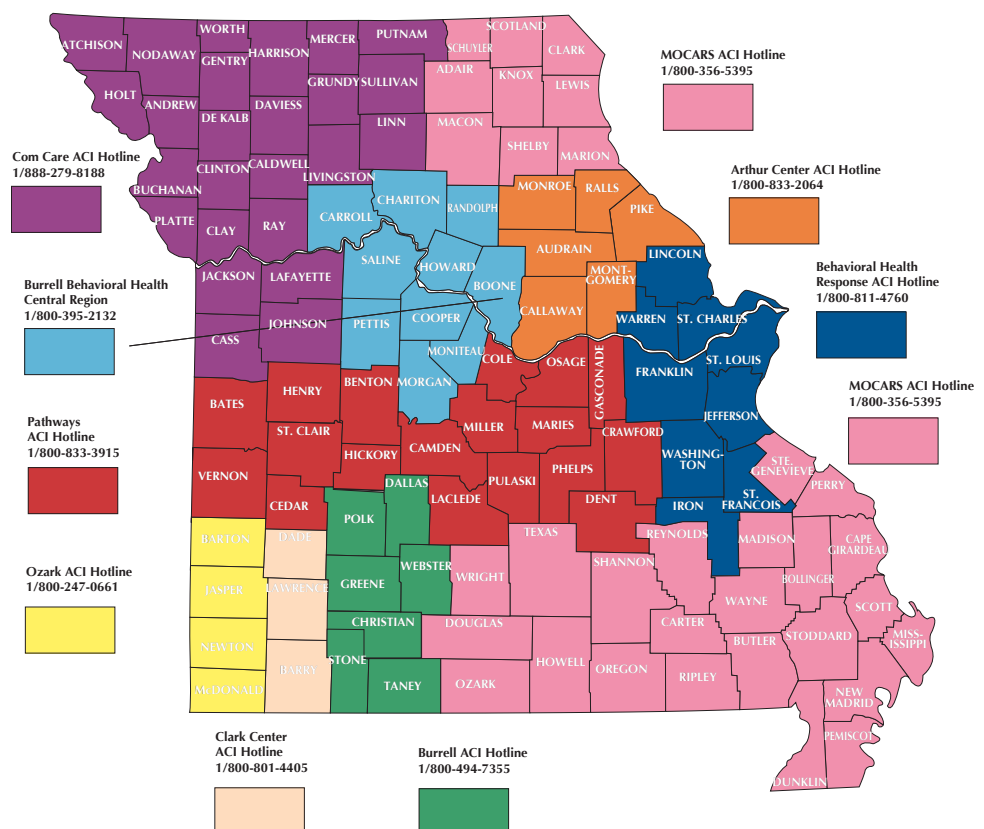 WORTH
MERCER
PUTNAM
SCOTLAND
SCHUYLER
CLARK
ATCHISON
NODAWAY
GENTRY
HARRISON
ADAIR
KNOX
LEWIS
HOLT
ANDREW
DE KALB
DAVIESS
GRUNDY
SULLIVAN
LINN
MACON
SHELBY
MARION
BUCHANAN
CLINTON
CALDWELL
LIVINGSTON
CHARITON
RANDOLPH
MONROE
RALLS
PIKE
PLATTE
CLAY
RAY
CARROLL
SALINE
HOWARD
BOONE
AUDRAIN
MONT-
GOMERY
LINCOLN
JACKSON
LAFAYETTE
CALLAWAY
WARREN
ST. CHARLES
CASS
JOHNSON
PETTIS
COOPER
MONITEAU
COLE
OSAGE
GASCONADE
FRANKLIN
ST. LOUIS
JEFFERSON
BATES
HENRY
BENTON
MORGAN
MILLER
MARIES
CRAWFORD
WASHING-
TON
STE.
GENEVIEVE
PERRY
ST. CLAIR
HICKORY
CAMDEN
PULASKI
PHELPS
DENT
IRON
ST.
FRANCOIS
VERNON
CEDAR
DALLAS
LACLEDE
POLK
TEXAS
REYNOLDS
MADISON
CAPE
GIRARDEAU
BARTON
DADE
GREENE
WEBSTER
WRIGHT
SHANNON
BOLLINGER
JASPER
LAWRENCE
WAYNE
SCOTT
CHRISTIAN
DOUGLAS
CARTER
BUTLER
STODDARD
MISS-
ISSIPPI
NEWTON
BARRY
STONE
TANEY
OZARK
HOWELL
OREGON
RIPLEY
NEW
MADRID
McDONALD
PEMISCOT
DUNKLIN
Com Care ACI Hotline
1/888-279-8188
Burrell Behavioral Health
Central Region
1/800-395-2132
Pathways
ACI Hotline
1/800-833-3915
Ozark ACI Hotline
1/800-247-0661
Clark Center
ACI Hotline
1/800-801-4405
Burrell ACI Hotline
1/800-494-7355
MOCARS ACI Hotline
1/800-356-5395
Arthur Center ACI Hotline
1/800-833-2064
Behavioral Health
Response ACI Hotline
1/800-811-4760
MOCARS ACI Hotline
1/800-356-5395